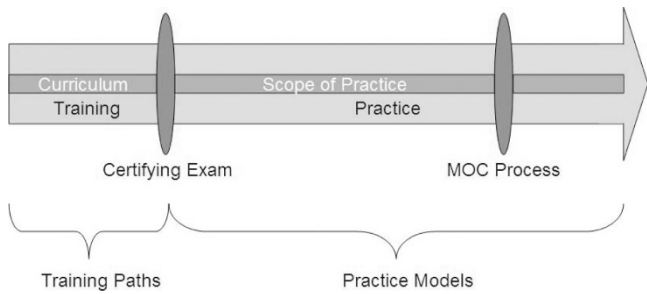 Curriculum
Scope of Practice
Training
Practice
Certifying Exam
MOC Process
Training Paths
Practice Models